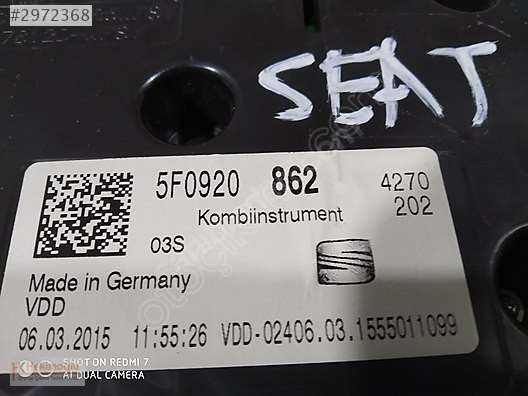 #2972368
SEAT
5F0920 862 4270
Kombiinstrument 202
03S
Made in Germany
VDD
06.03.2015 11:55:26 VDD-02406.03.1555011099
SHOT ON REDMI 7
AI DUAL CAMERA